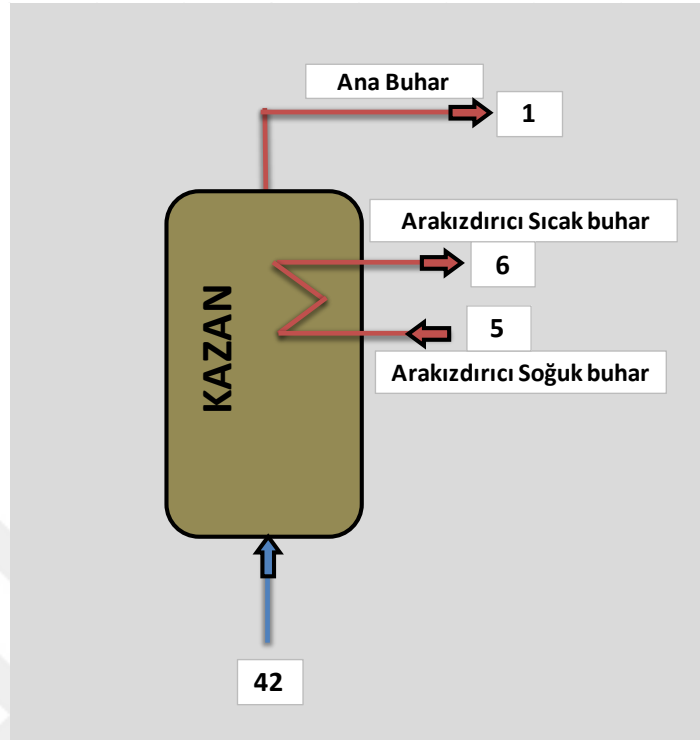 Ana Buhar
1
Arakızdırıcı Sıcak buhar
6
KAZAN
5
Arakızdırıcı Soğuk buhar
42